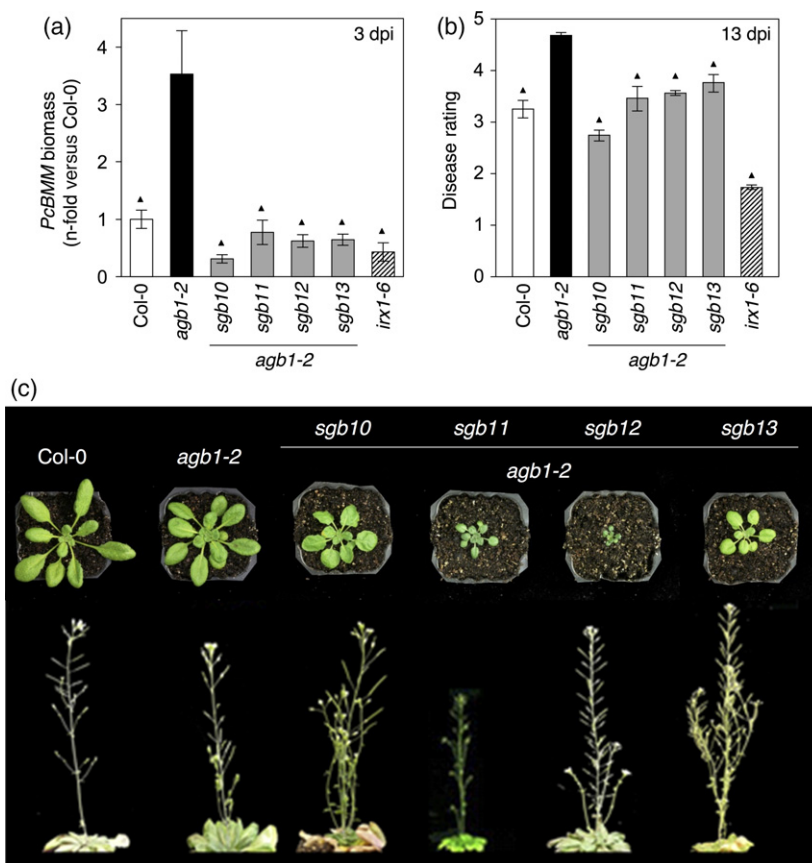 (a)
3 dpi
PcBMM biomass
(n-fold versus Col-0)
4
3
2
1
0
Col-0
agb1-2
sgb10
sgb11
sgb12
sgb13
irx1-6
agb1-2
(b)
13 dpi
Disease rating
5
4
3
2
1
0
Col-0
agb1-2
sgb10
sgb11
sgb12
sgb13
irx1-6
agb1-2
(c)
sgb10 sgb11 sgb12 sgb13
Col-0 agb1-2
agb1-2